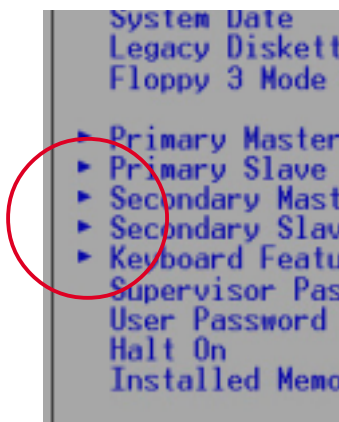 System Date
Legacy Diskett
Floppy 3 Mode
Primary Master
Primary Slave
Secondary Mast
Secondary Slav
Keyboard Featu
Supervisor Pas
User Password
Halt On
Installed Memo